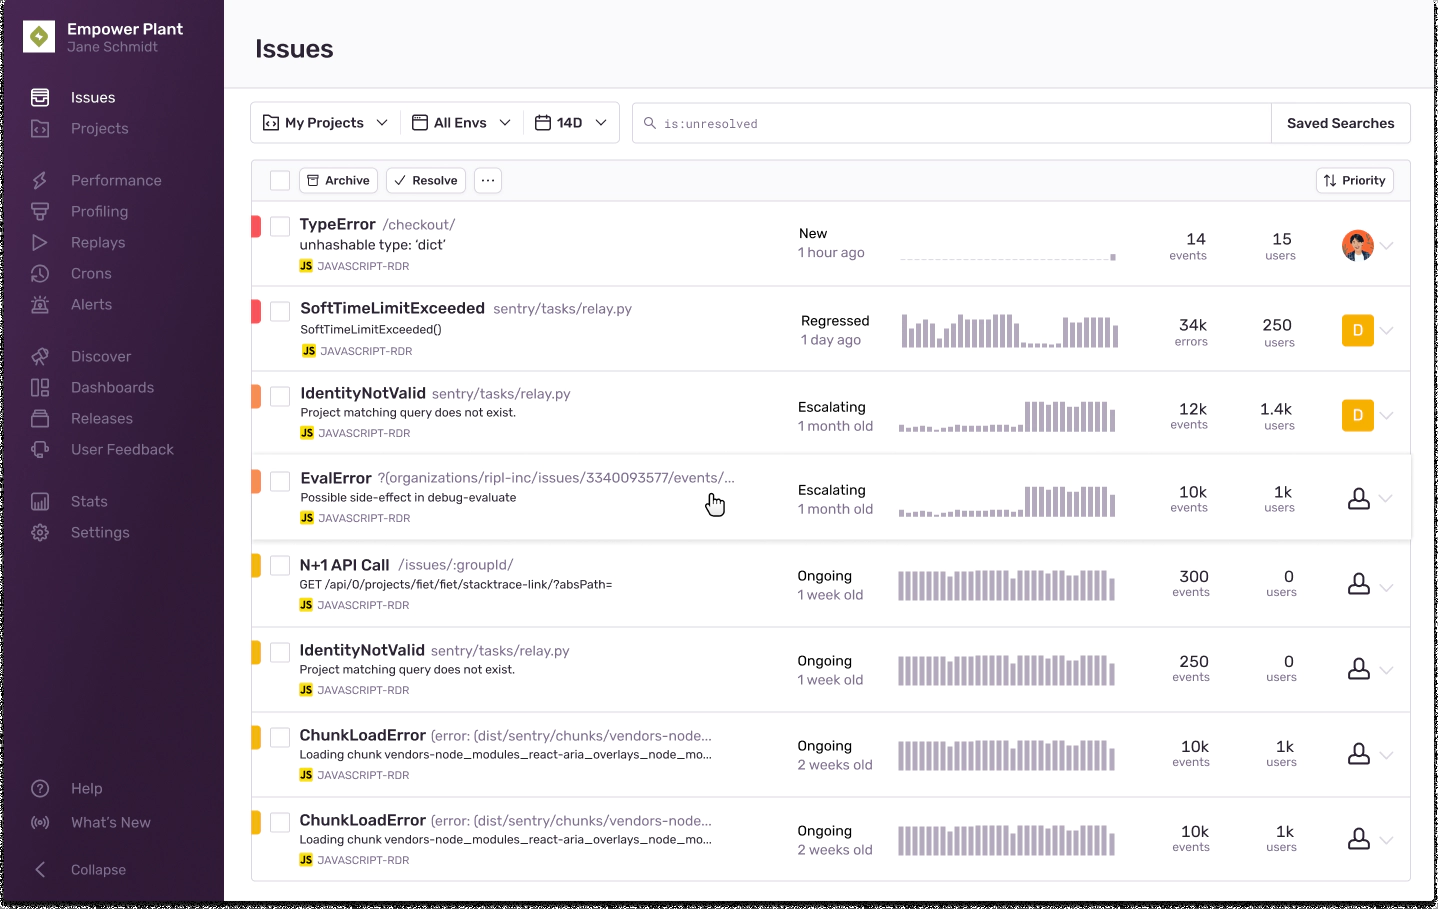 Empower Plant
Jane Schmidt
Issues
Projects
Performance
Profiling
Replays
Crons
Alerts
Discover
Dashboards
Releases
User Feedback
Stats
Settings
Help
What's New
Collapse
Issues
My Projects
All Envs
14D
is:unresolved
Saved Searches
Archive
Resolve
...
Priority
TypeError /checkout/
unhashable type: ‘dict’
JS JAVASCRIPT-RDR
New
1 hour ago
14
events
15
users
SoftTimeLimitExceeded sentry/tasks/relay.py
SoftTimeLimitExceeded()
JS JAVASCRIPT-RDR
Regressed
1 day ago
34k
errors
250
users
D
IdentityNotValid sentry/tasks/relay.py
Project matching query does not exist.
JS JAVASCRIPT-RDR
Escalating
1 month old
12k
events
1.4k
users
D
EvalError ?(organizations/ripl-inc/issues/3340093577/events/...
Possible side-effect in debug-evaluate
JS JAVASCRIPT-RDR
Escalating
1 month old
10k
events
1k
users
N+1 API Call /issues/:groupId/
GET /api/0/projects/fiet/fiet/stacktrace-link/?absPath=
JS JAVASCRIPT-RDR
Ongoing
1 week old
300
events
0
users
IdentityNotValid sentry/tasks/relay.py
Project matching query does not exist.
JS JAVASCRIPT-RDR
Ongoing
1 week old
250
events
0
users
ChunkLoadError (error: (dist/sentry/chunks/vendors-node...
Loading chunk vendors-node_modules_react-aria_overlays_node_mo...
JS JAVASCRIPT-RDR
Ongoing
2 weeks old
10k
events
1k
users
ChunkLoadError (error: (dist/sentry/chunks/vendors-node...
Loading chunk vendors-node_modules_react-aria_overlays_node_mo...
JS JAVASCRIPT-RDR
Ongoing
2 weeks old
10k
events
1k
users